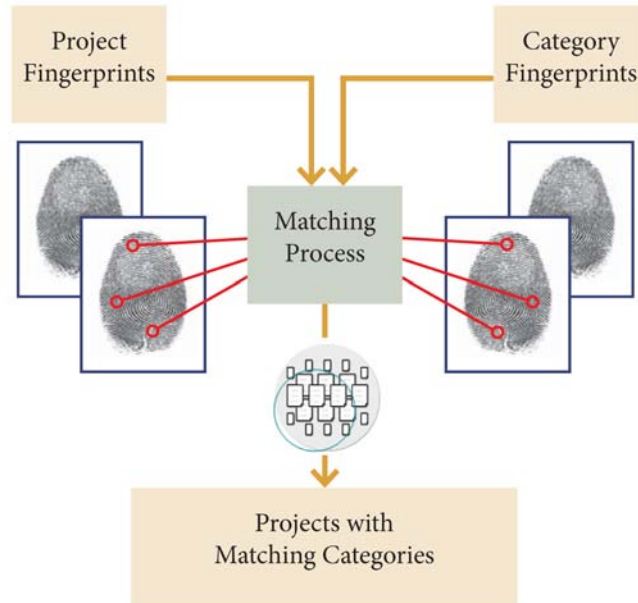 Project
Fingerprints
Category
Fingerprints
Matching
Process
Projects with
Matching Categories